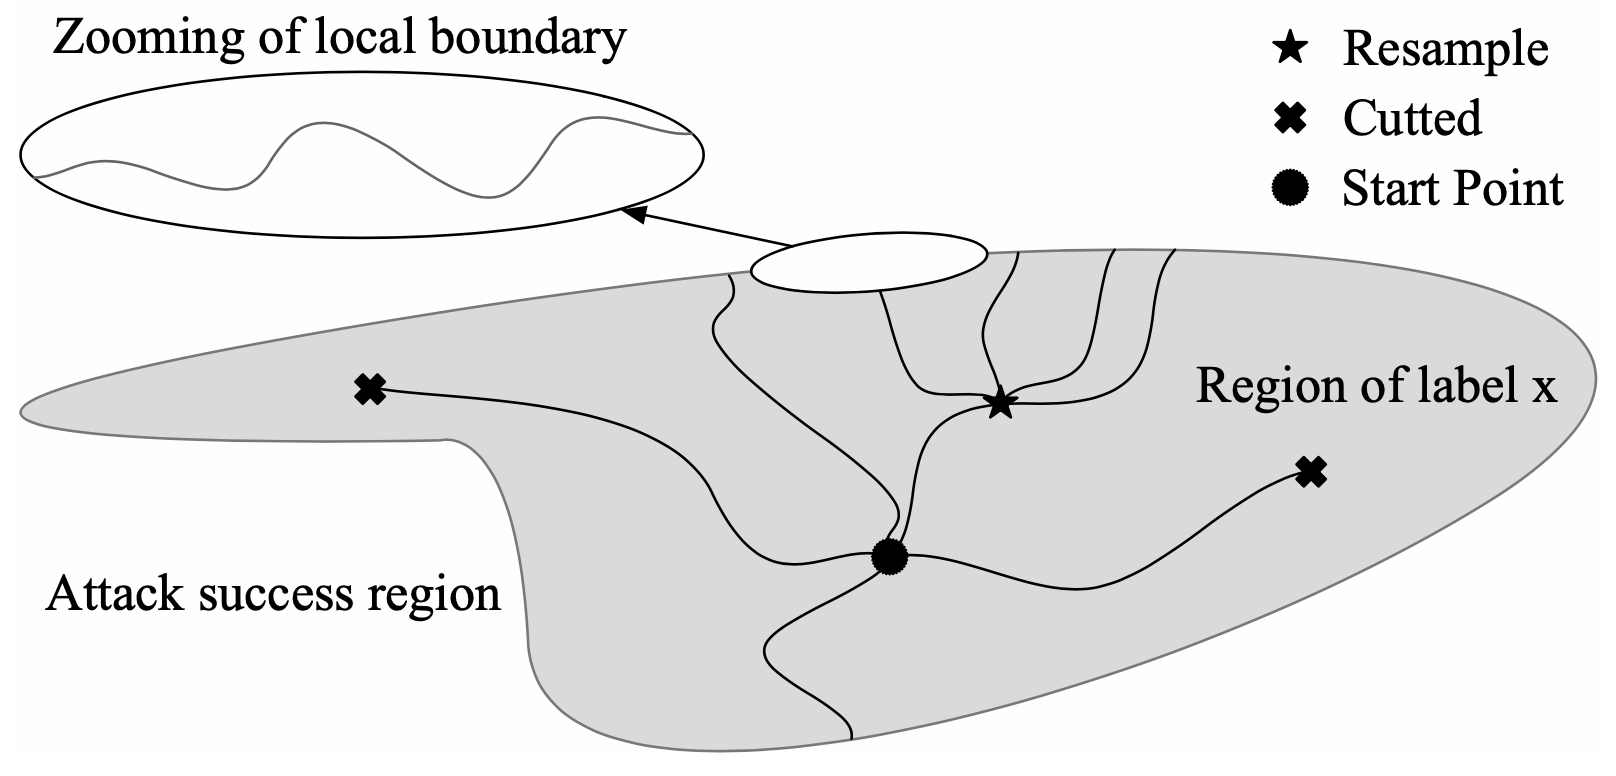 Zooming of local boundary
Resample
Cutted
Start Point
Region of label x
Attack success region